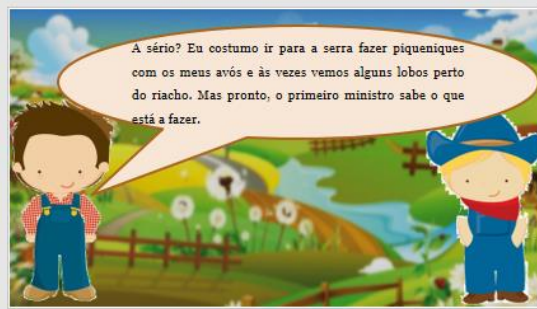 A sério? Eu costumo ir para a serra fazer piqueniques
com os meus avós e às vezes vemos alguns lobos perto
do riacho. Mas pronto, o primeiro ministro sabe o que
está a fazer.